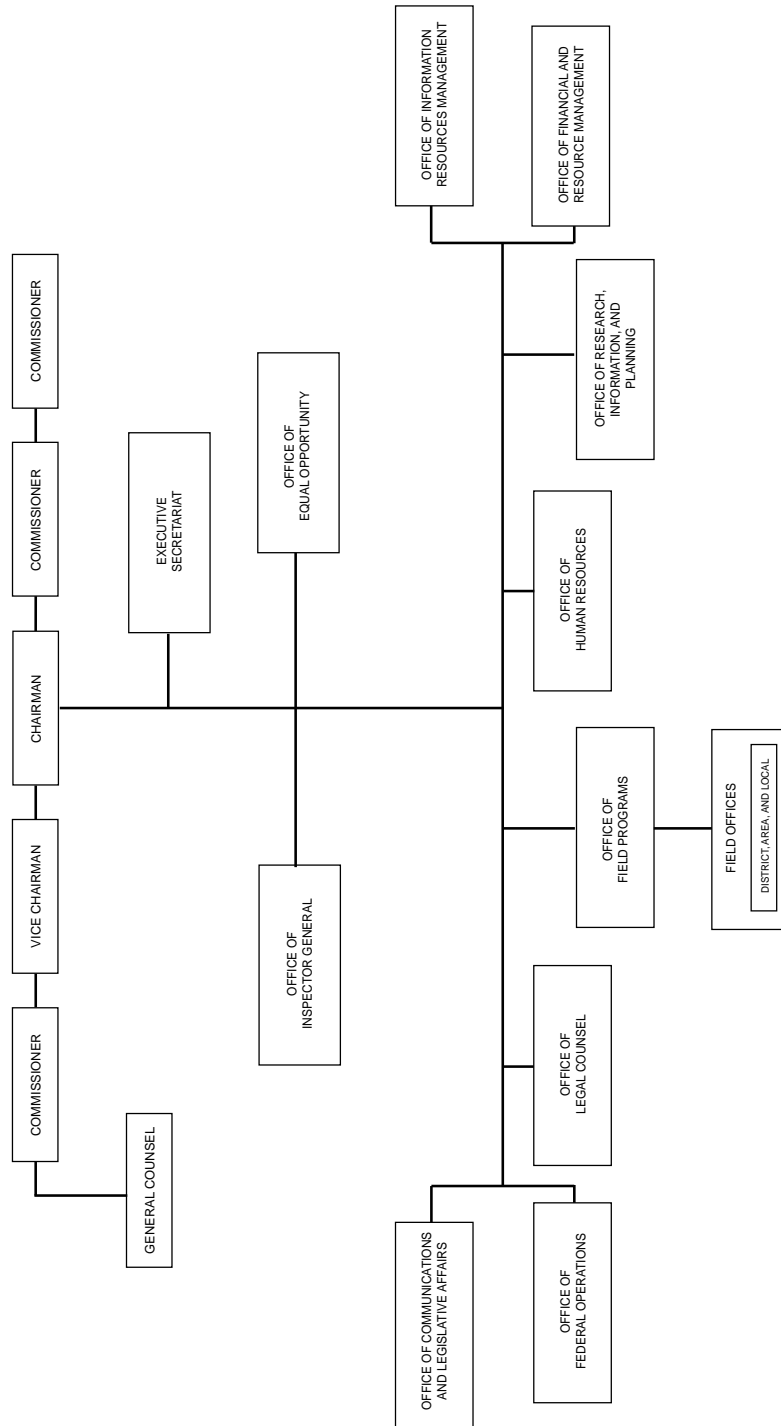 COMMISSIONER
VICE CHAIRMAN
CHAIRMAN
COMMISSIONER
COMMISSIONER
GENERAL COUNSEL
EXECUTIVE
SECRETARIAT
OFFICE OF
INSPECTOR GENERAL
OFFICE OF
EQUAL OPPORTUNITY
OFFICE OF COMMUNICATIONS
AND LEGISLATIVE AFFAIRS
OFFICE OF INFORMATION
RESOURCES MANAGEMENT
OFFICE OF
FEDERAL OPERATIONS
OFFICE OF
LEGAL COUNSEL
OFFICE OF
FIELD PROGRAMS
OFFICE OF
HUMAN RESOURCES
OFFICE OF RESEARCH,
INFORMATION, AND
PLANNING
OFFICE OF FINANCIAL AND
RESOURCE MANAGEMENT
FIELD OFFICES
DISTRICT, AREA, AND LOCAL